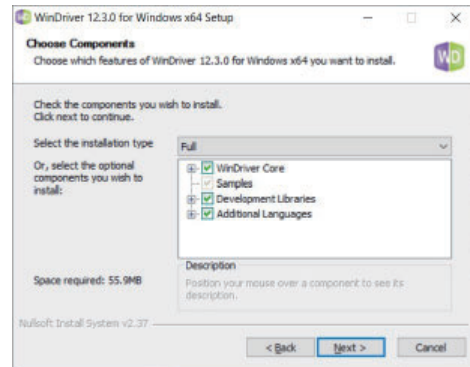 WinDriver 12.3.0 for Windows x64 Setup
Choose Components
Choose which features of WinDriver 12.3.0 for Windows x64 you want to install.
WD
Check the components you wish to install.
Click next to continue.
Select the installation type
Full
Or, select the optional
components you wish to
install:
WinDriver Core
Samples
Development Libraries
Additional Languages
Space required: 55.9MB
Description
Position your mouse over a component to see its
description.
Nullsoft Install System v2.37
< Back
Next >
Cancel